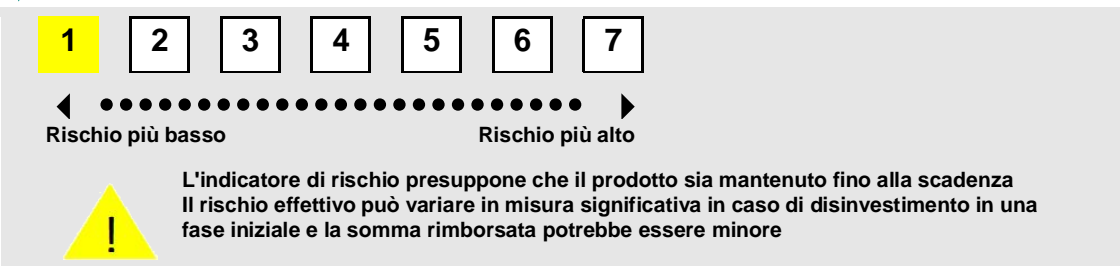 1 2 3 4 5 6 7
Rischio più basso Rischio più alto
L'indicatore di rischio presuppone che il prodotto sia mantenuto fino alla scadenza
Il rischio effettivo può variare in misura significativa in caso di disinvestimento in una
fase iniziale e la somma rimborsata potrebbe essere minore
!